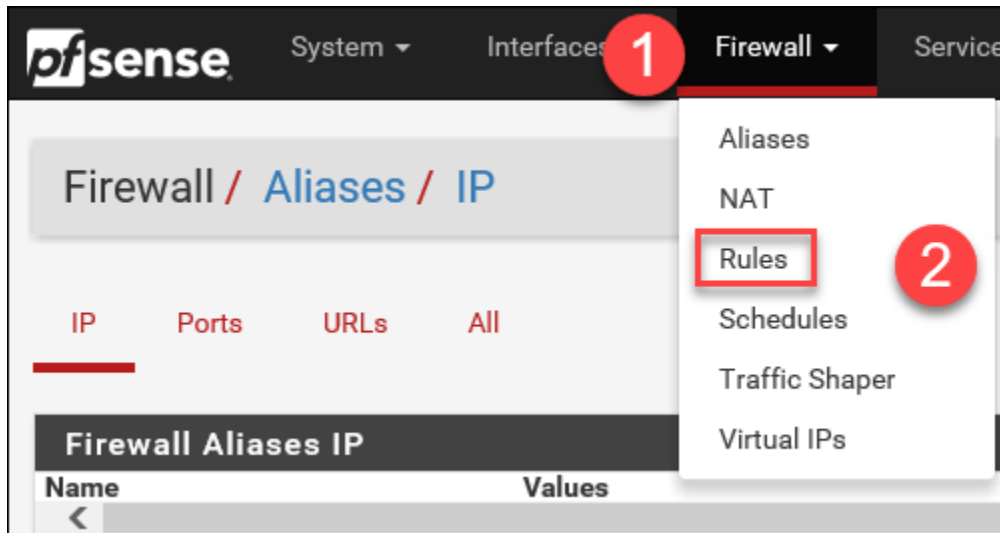 pfsense System Interfaces 1 Firewall Service
Aliases
NAT
Rules 2
Schedules
Traffic Shaper
Virtual IPs
Firewall / Aliases / IP
IP Ports URLs All
Firewall Aliases IP
Name Values